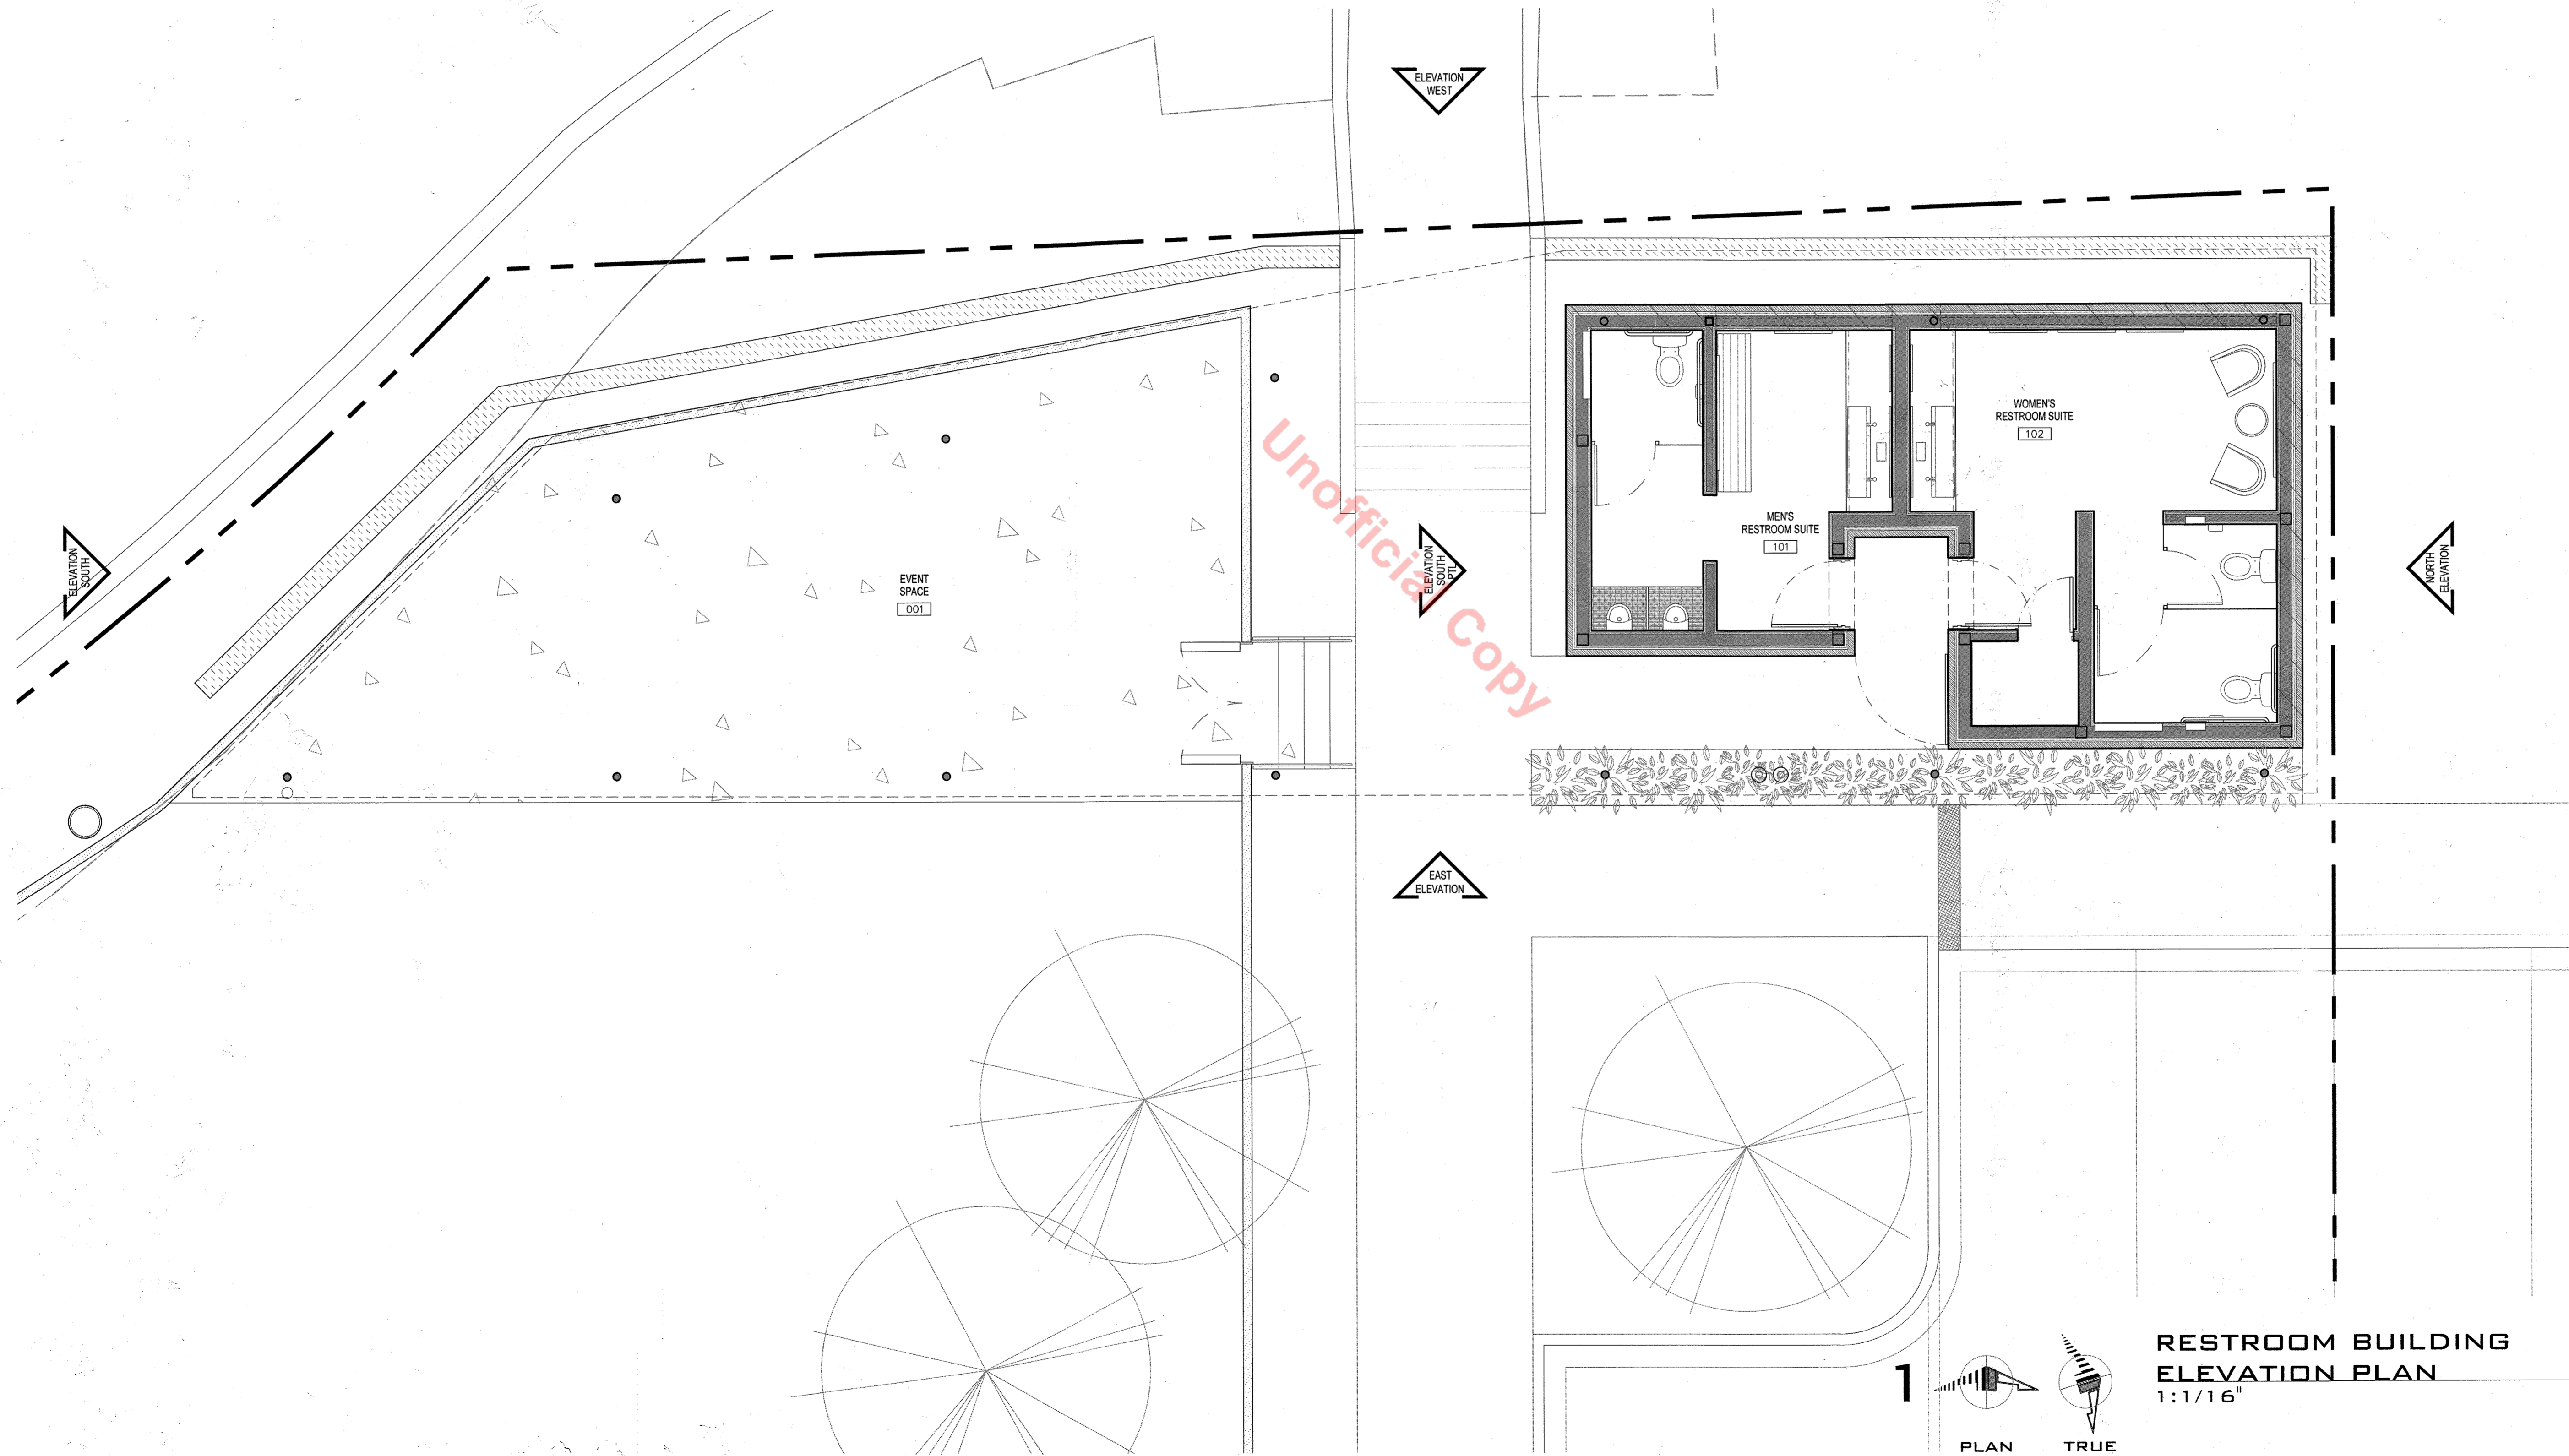 ELEVATION
WEST
WOMEN'S
RESTROOM SUITE
102
MEN'S
RESTROOM SUITE
101
ELEVATION
SOUTH
EVENT
SPACE
001
ELEVATION
SOUTH
PTL
NORTH
ELEVATION
Unofficial Copy
EAST
ELEVATION
1
PLAN
TRUE
RESTROOM BUILDING
ELEVATION PLAN
1:1/16"